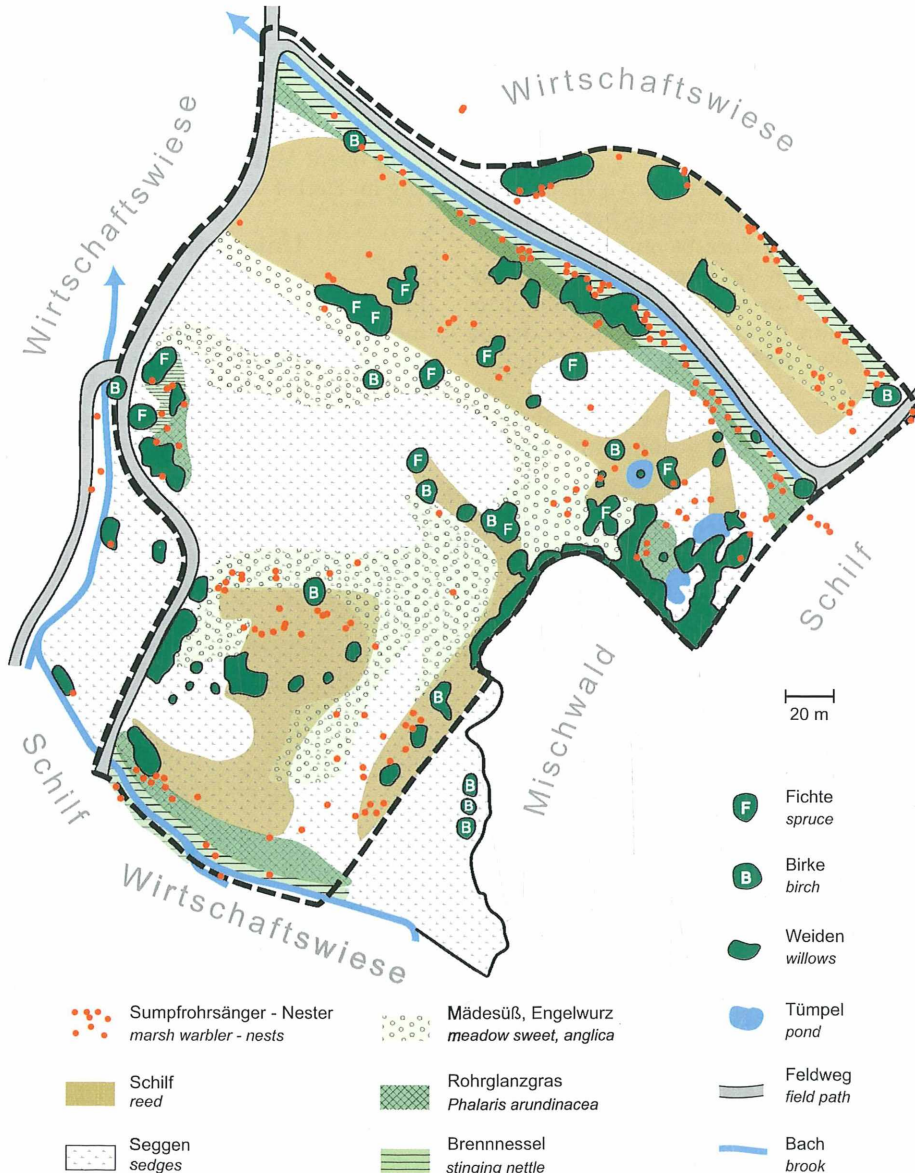 Wirtschaftswiese
Wirtschaftswiese
B
F
F
F
F
F
F
F
B
F
B
F
B
B
F
B
F
F
B
F
B
F
B
B
Schilf
Mischwald
20 m
B
B
B
Schilf
Wirtschaftswiese
F
Fichte
spruce
B
Birke
birch
Weiden
willows
Sumpfrohrsänger - Nester
marsh warbler - nests
Mädesüß, Engelwurz
meadow sweet, anglica
Tümpel
pond
Schilf
reed
Rohrglanzgras
Phalaris arundinacea
Feldweg
field path
Seggen
sedges
Brennnessel
stinging nettle
Bach
brook